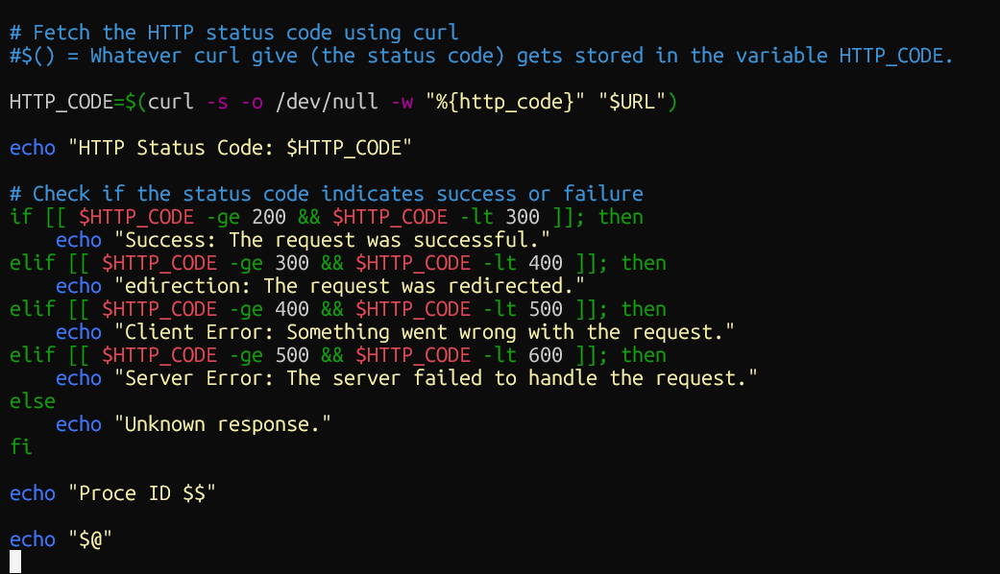 # Fetch the HTTP status code using curl
#$() = Whatever curl give (the status code) gets stored in the variable HTTP_CODE.
HTTP_CODE=$(curl -s -o /dev/null -w "%{http_code}" "$URL")
echo "HTTP Status Code: $HTTP_CODE"
# Check if the status code indicates success or failure
if [[ $HTTP_CODE -ge 200 && $HTTP_CODE -lt 300 ]]; then
    echo "Success: The request was successful."
elif [[ $HTTP_CODE -ge 300 && $HTTP_CODE -lt 400 ]]; then
    echo "edirection: The request was redirected."
elif [[ $HTTP_CODE -ge 400 && $HTTP_CODE -lt 500 ]]; then
    echo "Client Error: Something went wrong with the request."
elif [[ $HTTP_CODE -ge 500 && $HTTP_CODE -lt 600 ]]; then
    echo "Server Error: The server failed to handle the request."
else
    echo "Unknown response."
fi
echo "Proce ID $$"
echo "$@"